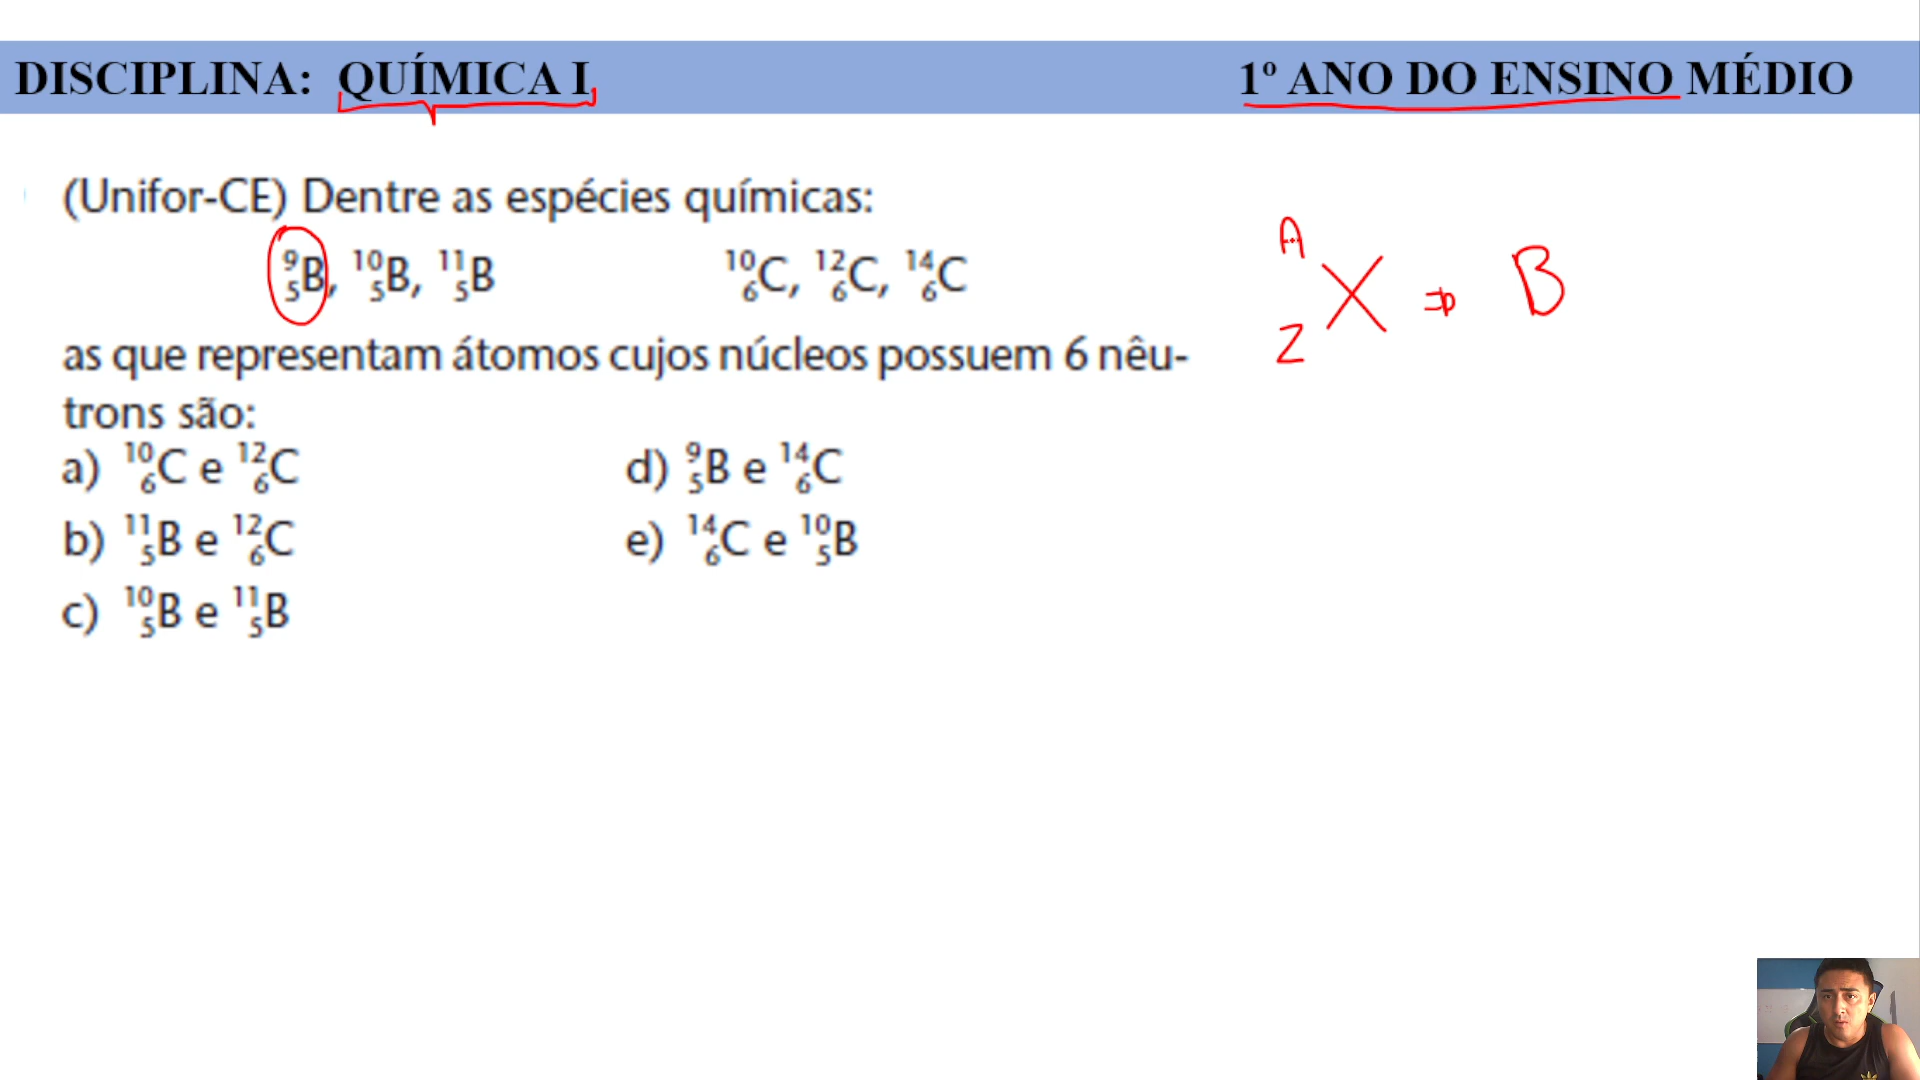 DISCIPLINA: QUÍMICA I 1º ANO DO ENSINO MÉDIO
(Unifor-CE) Dentre as espécies químicas:
⁹₅B, ¹⁰₅B, ¹¹₅B ¹⁰₆C, ¹²₆C, ¹⁴₆C
as que representam átomos cujos núcleos possuem 6 nêu-
trons são:
a) ¹⁰₆C e ¹²₆C
b) ¹¹₅B e ¹²₆C
c) ¹⁰₅B e ¹¹₅B
d) ⁹₅B e ¹⁴₆C
e) ¹⁴₆C e ¹⁰₅B
A
X ⇒ B
Z